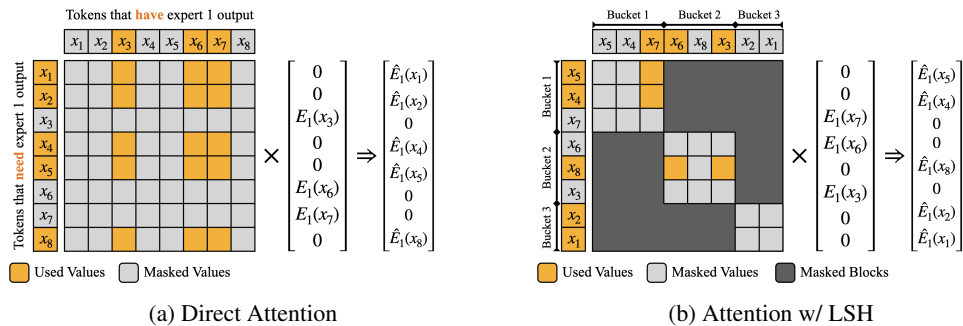 Tokens that have expert 1 output
x1 x2 x3 x4 x5 x6 x7 x8
Tokens that need expert 1 output
x1
x2
x3
x4
x5
x6
x7
x8
×
0
0
E1(x3)
0
0
E1(x6)
E1(x7)
0
⇒
Ê1(x1)
Ê1(x2)
0
Ê1(x4)
Ê1(x5)
0
0
Ê1(x8)
Used Values Masked Values
(a) Direct Attention
Bucket 1 Bucket 2 Bucket 3
x5 x4 x7 x6 x8 x3 x2 x1
Bucket 1
Bucket 2
Bucket 3
x5
x4
x7
x6
x8
x3
x2
x1
×
0
0
E1(x7)
E1(x6)
0
E1(x3)
0
0
⇒
Ê1(x5)
Ê1(x4)
0
0
Ê1(x8)
0
Ê1(x2)
Ê1(x1)
Used Values Masked Values Masked Blocks
(b) Attention w/ LSH